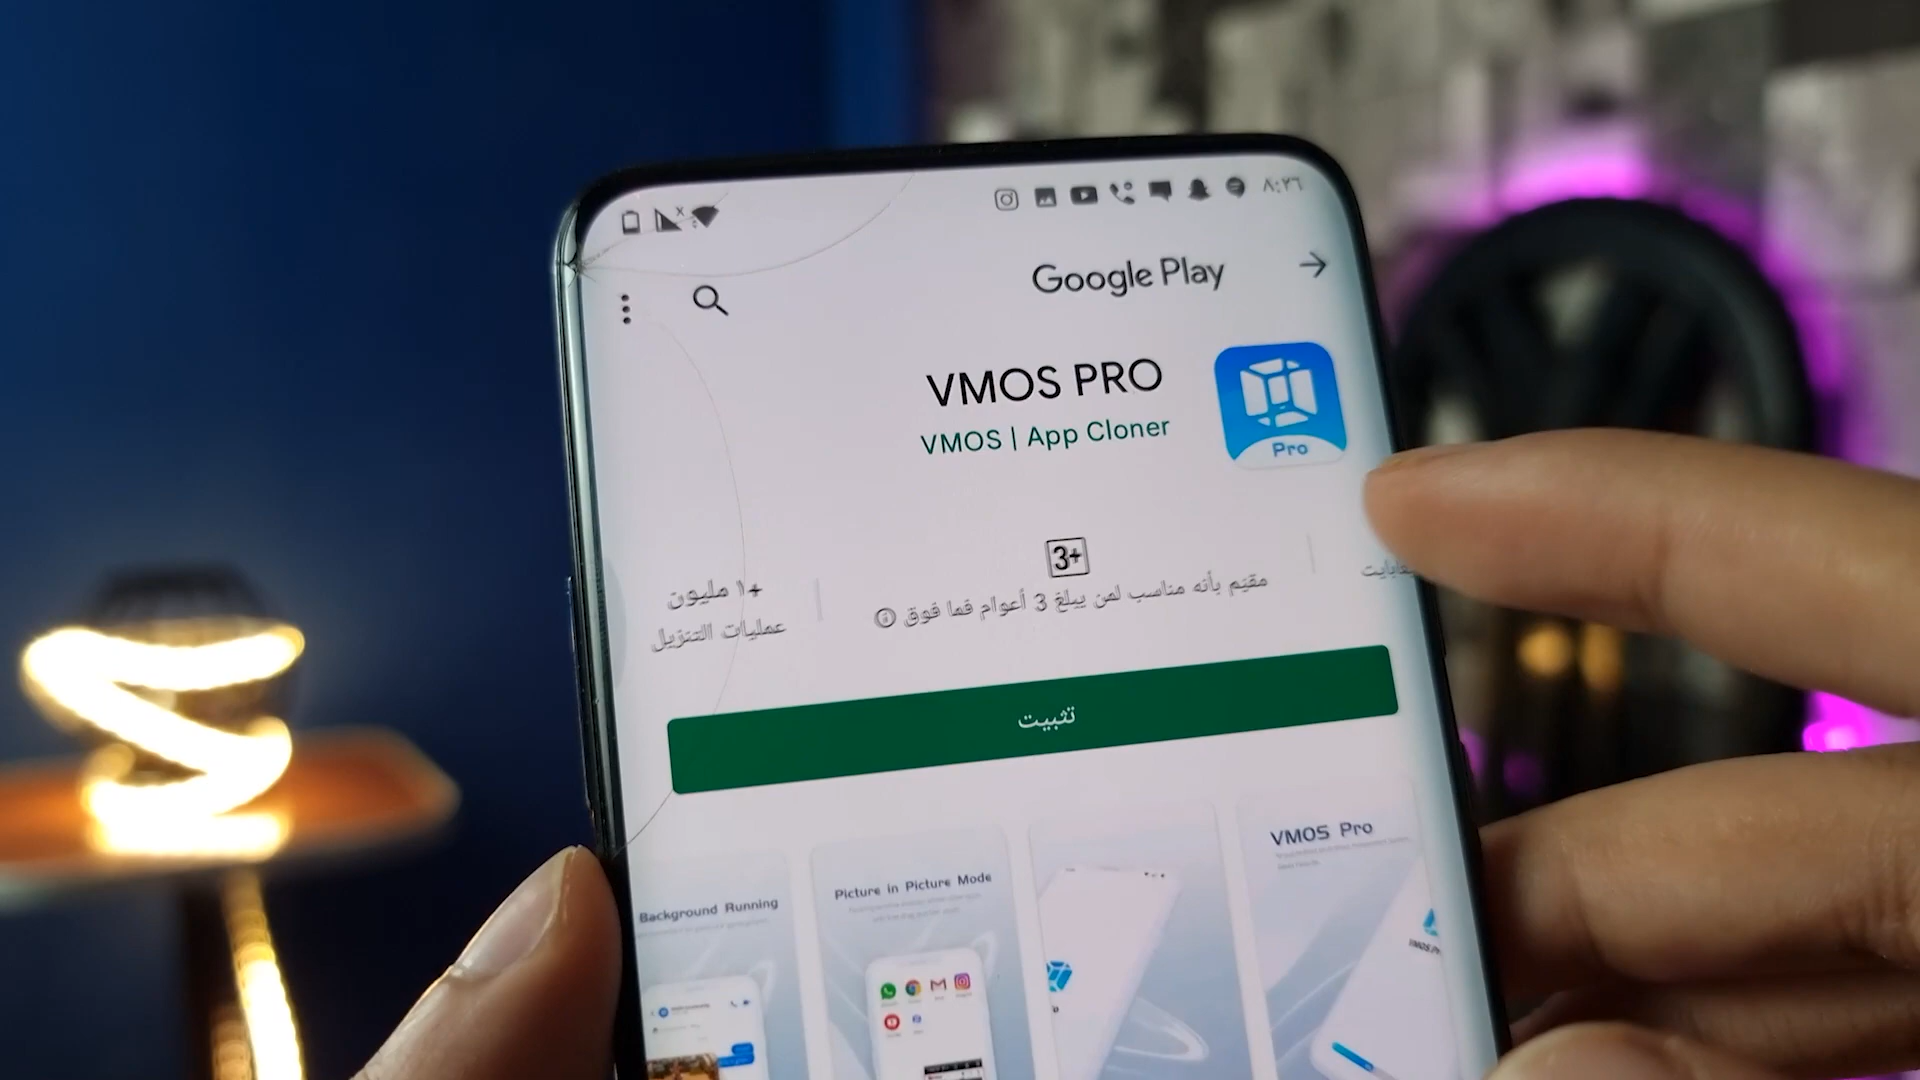 ٨:٢٦
Google Play
VMOS PRO
VMOS | App Cloner
Pro
3+
مقيّم بأنه مناسب لمن يبلغ 3 أعوام فما فوق
+١ مليون
عمليات التنزيل
تثبيت
VMOS Pro
Picture in Picture Mode
Background Running